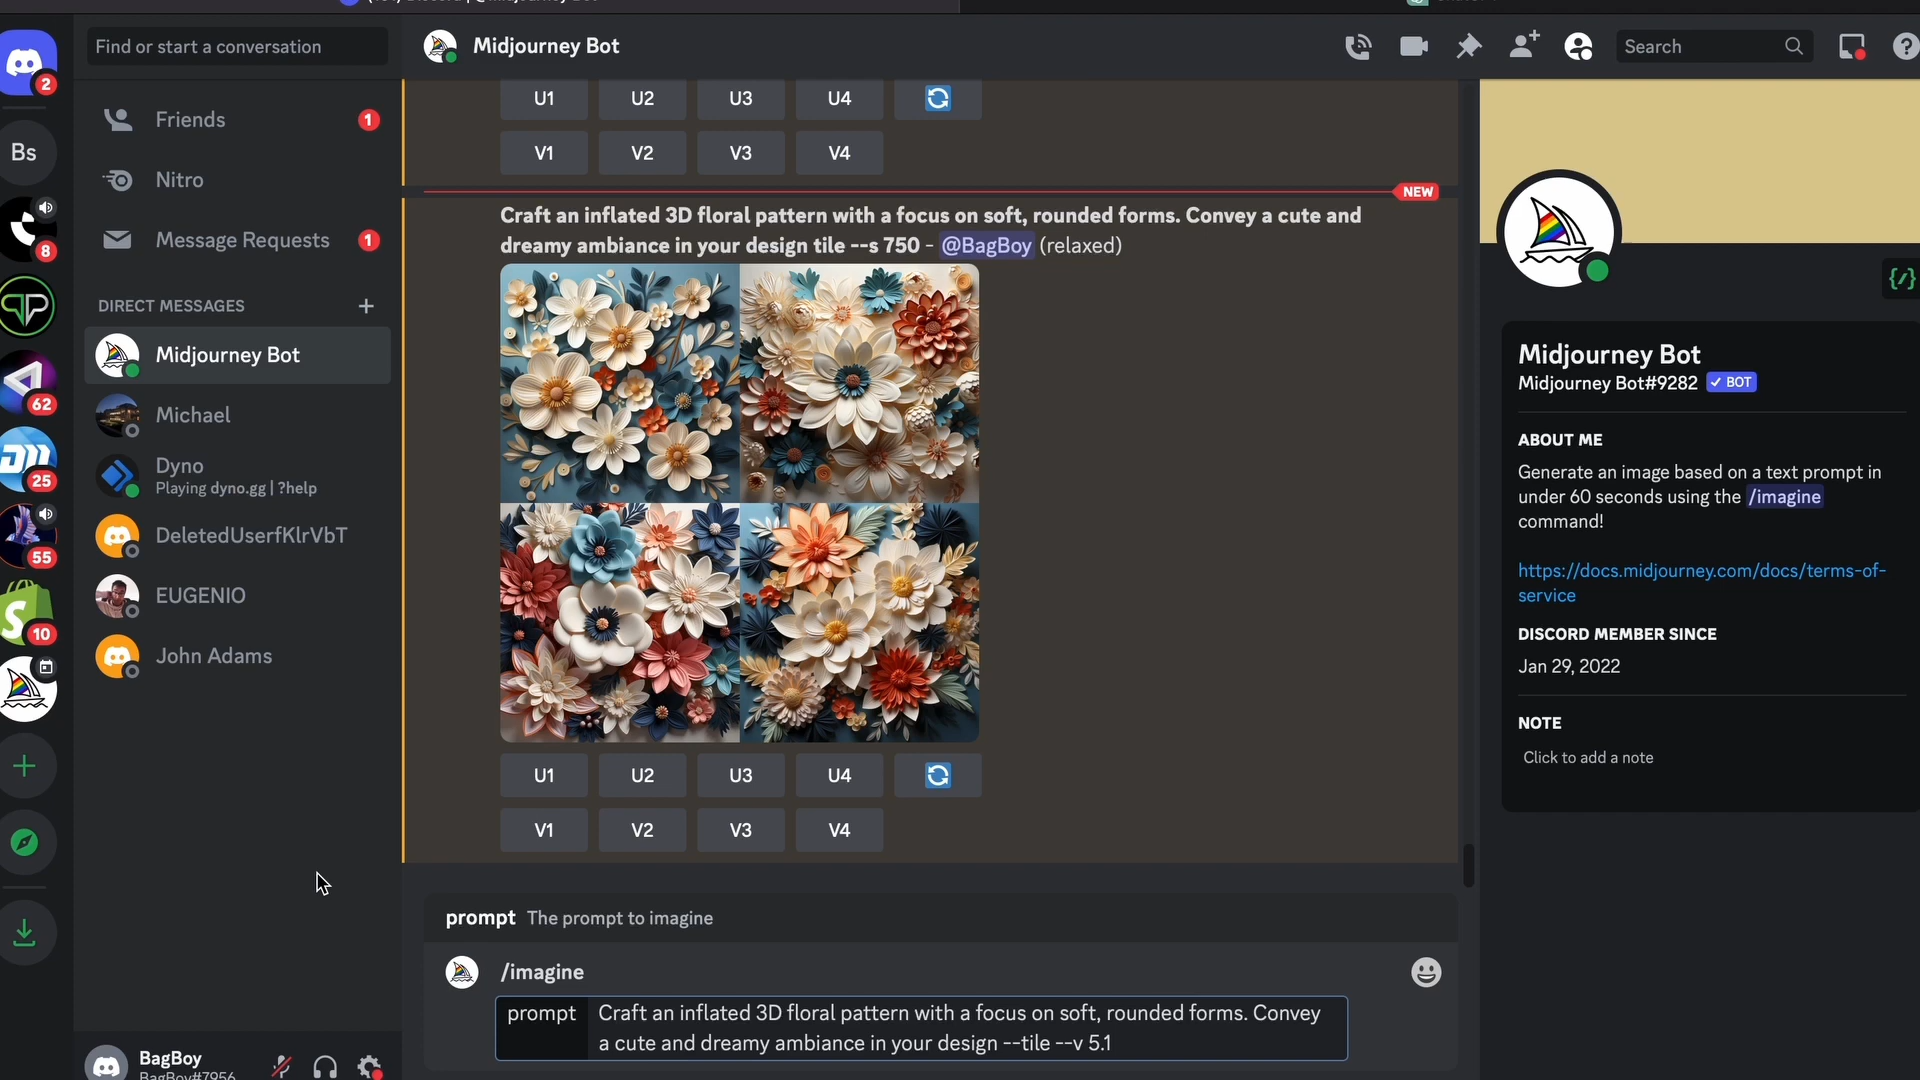 Find or start a conversation
Midjourney Bot
Search
2
Friends
1
Bs
Nitro
8
Message Requests
1
DIRECT MESSAGES
Midjourney Bot
62
Michael
Dyno
Playing dyno.gg | ?help
25
DeletedUserfKlrVbT
55
EUGENIO
10
John Adams
BagBoy
BagBoy#7956
U1 U2 U3 U4
V1 V2 V3 V4
NEW
Craft an inflated 3D floral pattern with a focus on soft, rounded forms. Convey a cute and
dreamy ambiance in your design tile --s 750 - @BagBoy (relaxed)
U1 U2 U3 U4
V1 V2 V3 V4
prompt The prompt to imagine
/imagine
prompt Craft an inflated 3D floral pattern with a focus on soft, rounded forms. Convey
a cute and dreamy ambiance in your design --tile --v 5.1
{/}
Midjourney Bot
Midjourney Bot#9282 BOT
ABOUT ME
Generate an image based on a text prompt in
under 60 seconds using the /imagine
command!
https://docs.midjourney.com/docs/terms-of-
service
DISCORD MEMBER SINCE
Jan 29, 2022
NOTE
Click to add a note